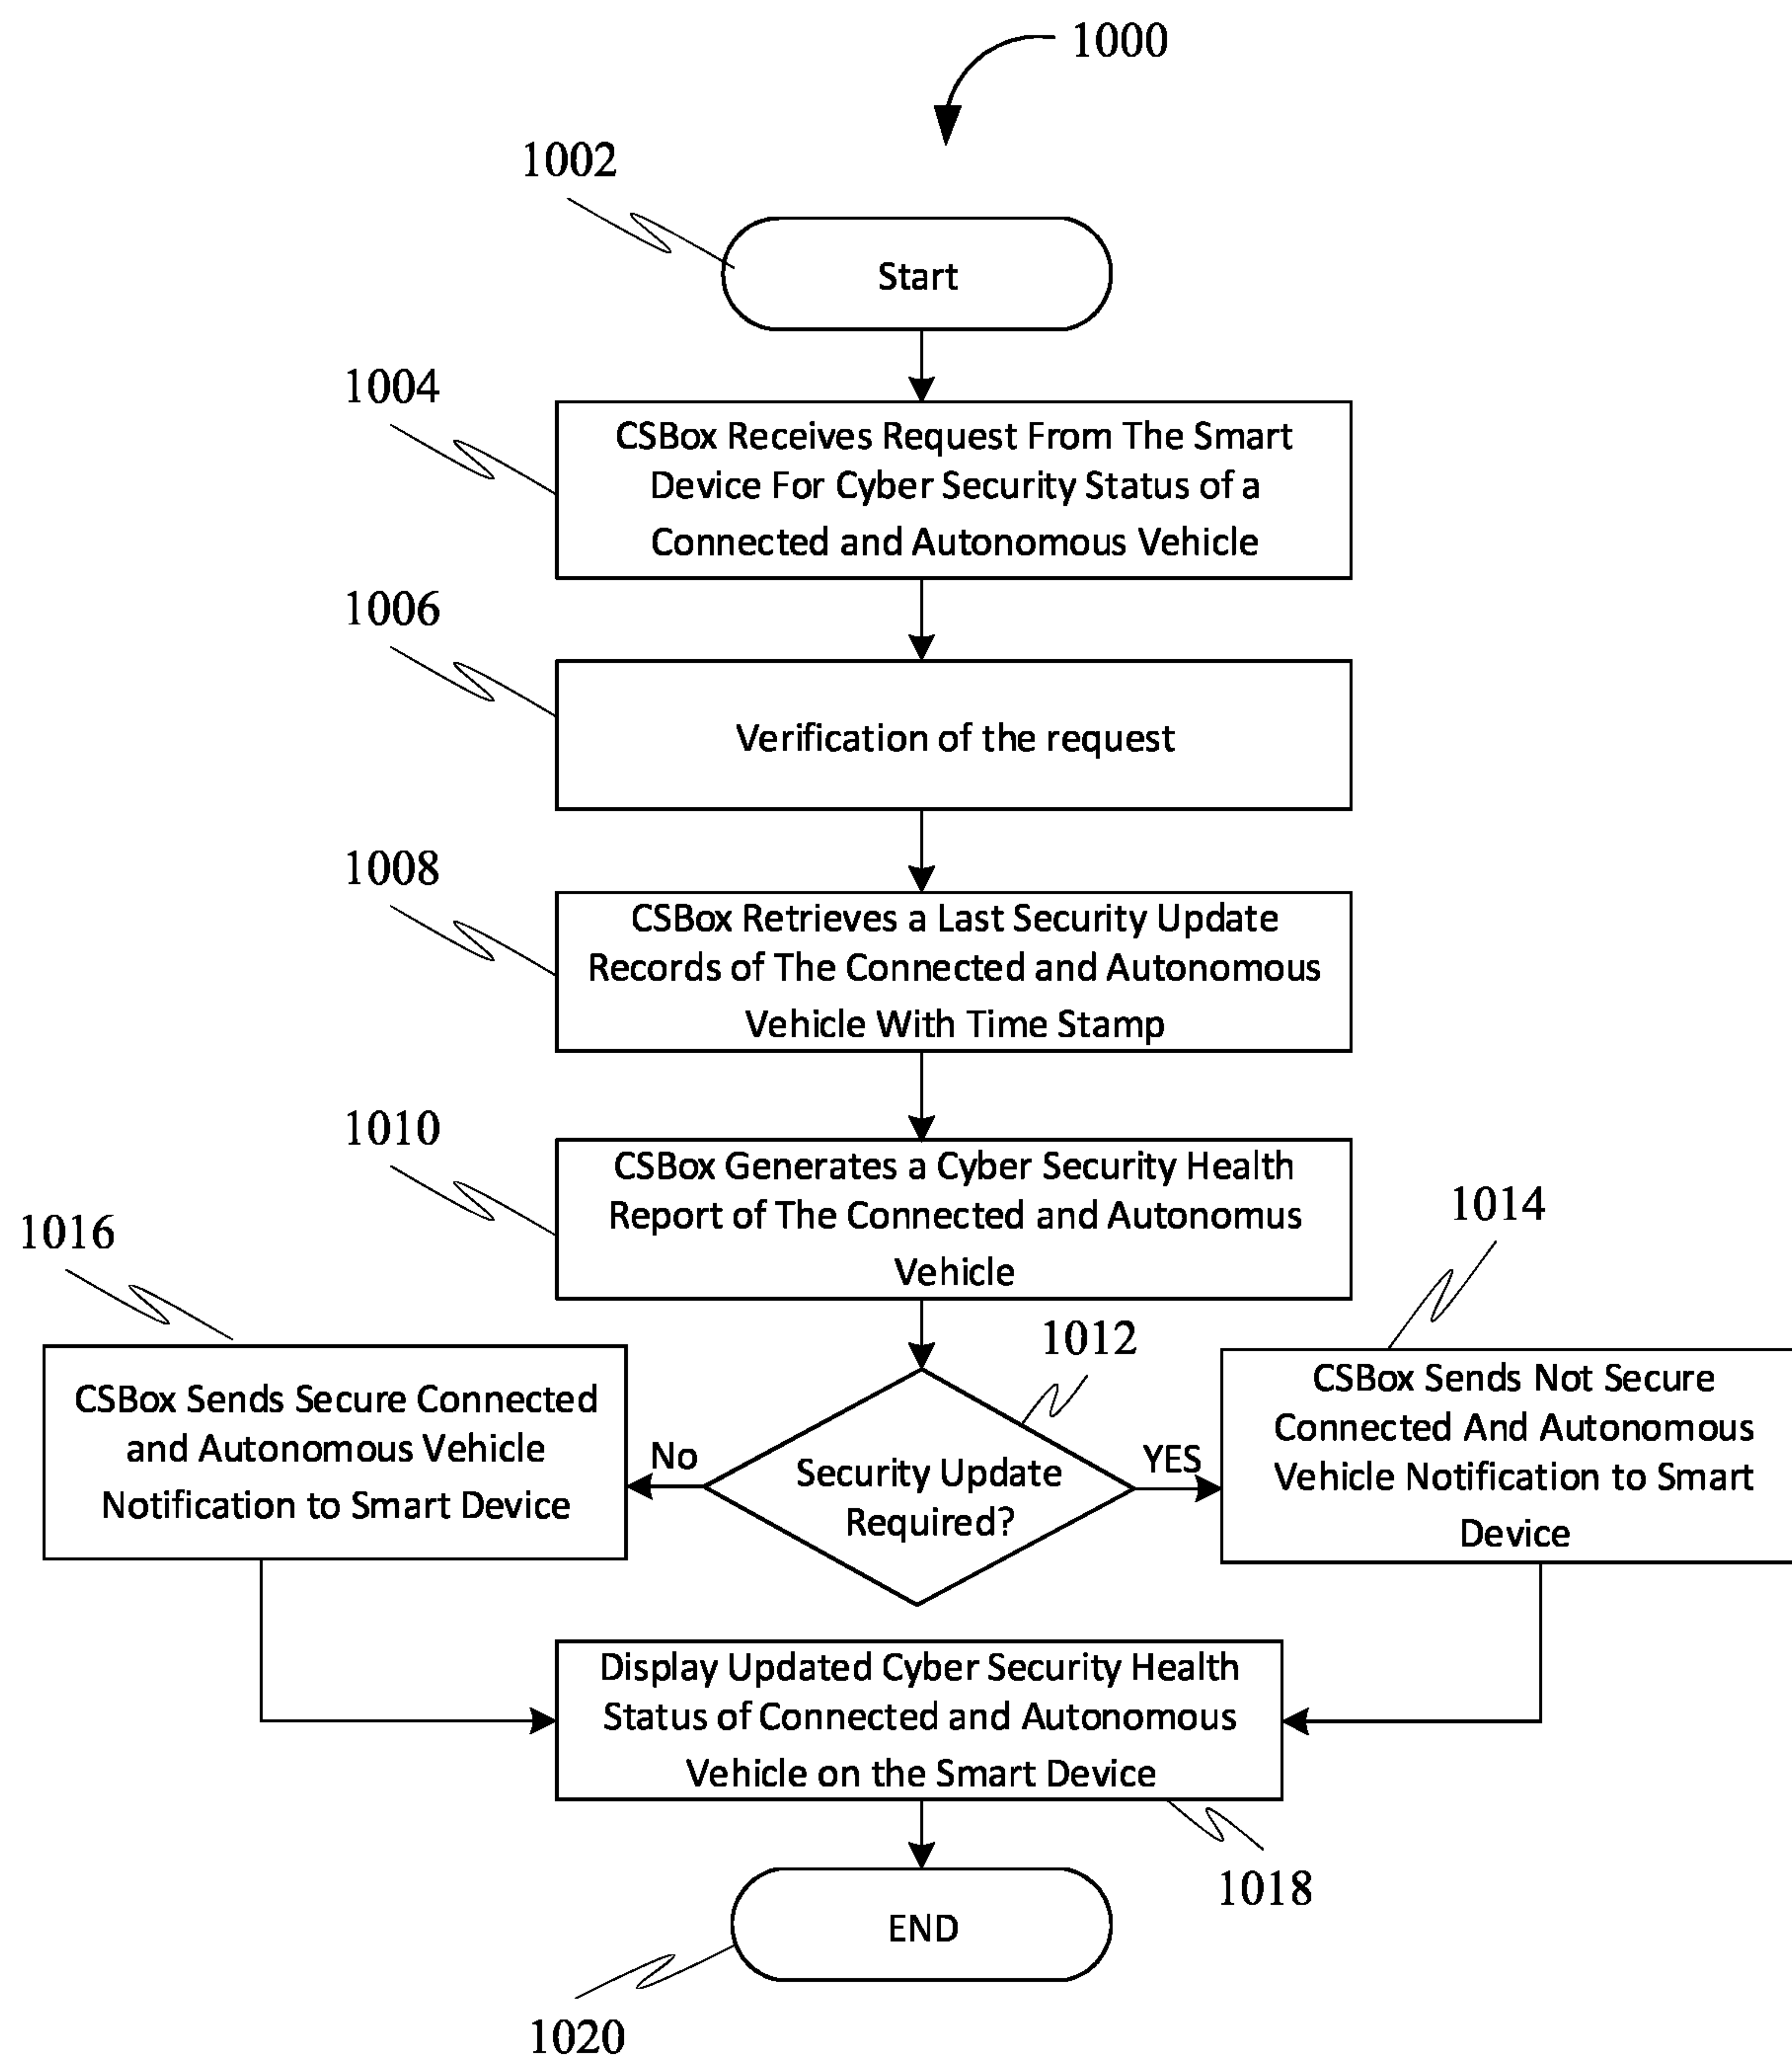 1000
1002
Start
1004
CSBox Receives Request From The Smart
Device For Cyber Security Status of a
Connected and Autonomous Vehicle
1006
Verification of the request
1008
CSBox Retrieves a Last Security Update
Records of The Connected and Autonomous
Vehicle With Time Stamp
1010
CSBox Generates a Cyber Security Health
Report of The Connected and Autonomus
Vehicle
1012
Security Update
Required?
No
YES
1016
CSBox Sends Secure Connected
and Autonomous Vehicle
Notification to Smart Device
1014
CSBox Sends Not Secure
Connected And Autonomous
Vehicle Notification to Smart
Device
Display Updated Cyber Security Health
Status of Connected and Autonomous
Vehicle on the Smart Device
1018
END
1020